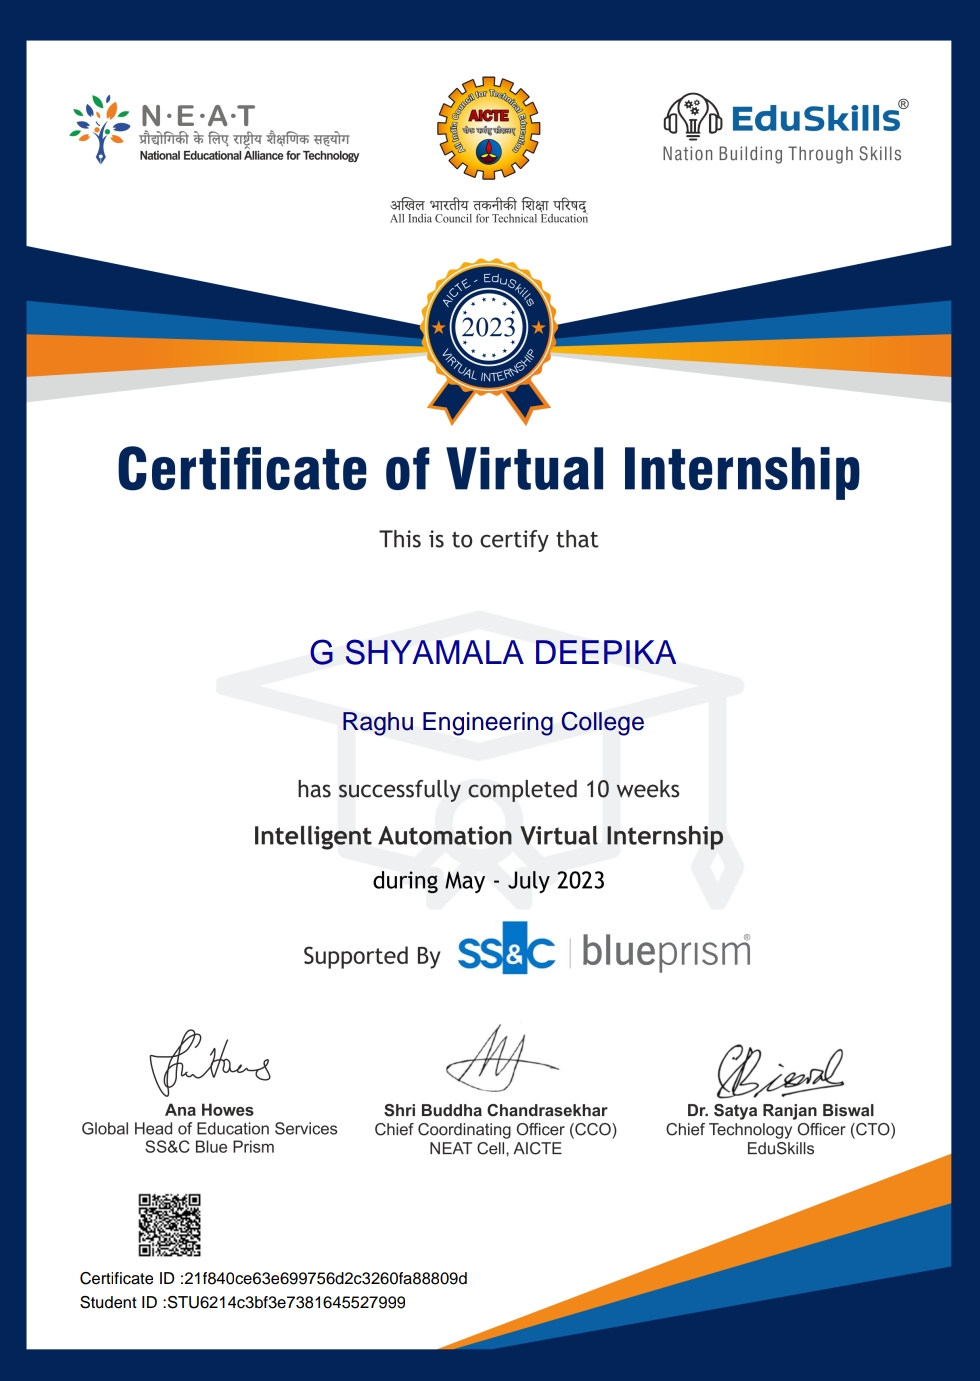 N·E·A·T
प्रौद्योगिकी के लिए राष्ट्रीय शैक्षणिक सहयोग
National Educational Alliance for Technology
All India Council for Technical Education
AICTE
अखिल भारतीय तकनीकी शिक्षा परिषद्
All India Council for Technical Education
EduSkills®
Nation Building Through Skills
AICTE - EduSkills
2023
VIRTUAL INTERNSHIP
Certificate of Virtual Internship
This is to certify that
G SHYAMALA DEEPIKA
Raghu Engineering College
has successfully completed 10 weeks
Intelligent Automation Virtual Internship
during May - July 2023
Supported By SS&C blueprism®
Ana Howes
Global Head of Education Services
SS&C Blue Prism
Shri Buddha Chandrasekhar
Chief Coordinating Officer (CCO)
NEAT Cell, AICTE
Dr. Satya Ranjan Biswal
Chief Technology Officer (CTO)
EduSkills
Certificate ID :21f840ce63e699756d2c3260fa88809d
Student ID :STU6214c3bf3e7381645527999